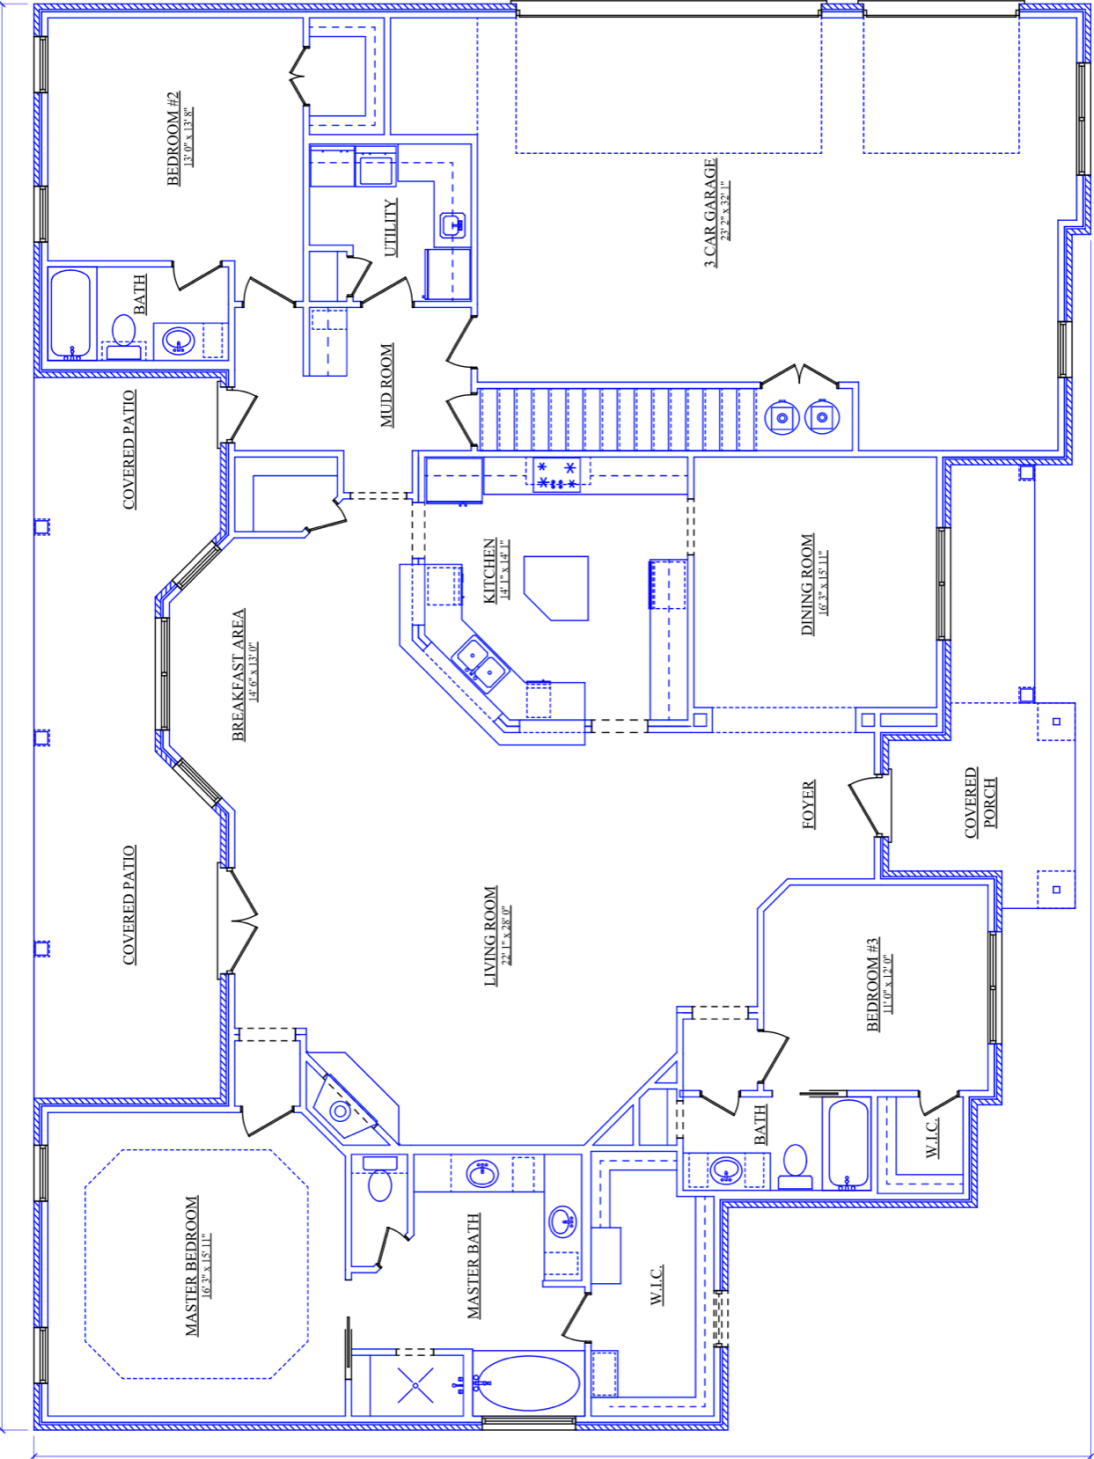 BEDROOM #2
13' 0" x 13' 8"
BATH
UTILITY
3 CAR GARAGE
23' 2" x 32' 1"
MUD ROOM
COVERED PATIO
KITCHEN
14' 1" x 14' 1"
DINING ROOM
16' 3" x 15' 11"
BREAKFAST AREA
14' 6" x 13' 0"
FOYER
COVERED
PORCH
COVERED PATIO
LIVING ROOM
22' 1" x 28' 0"
BEDROOM #3
11' 0" x 12' 0"
BATH
W.I.C.
MASTER BEDROOM
16' 3" x 15' 11"
MASTER BATH
W.I.C.